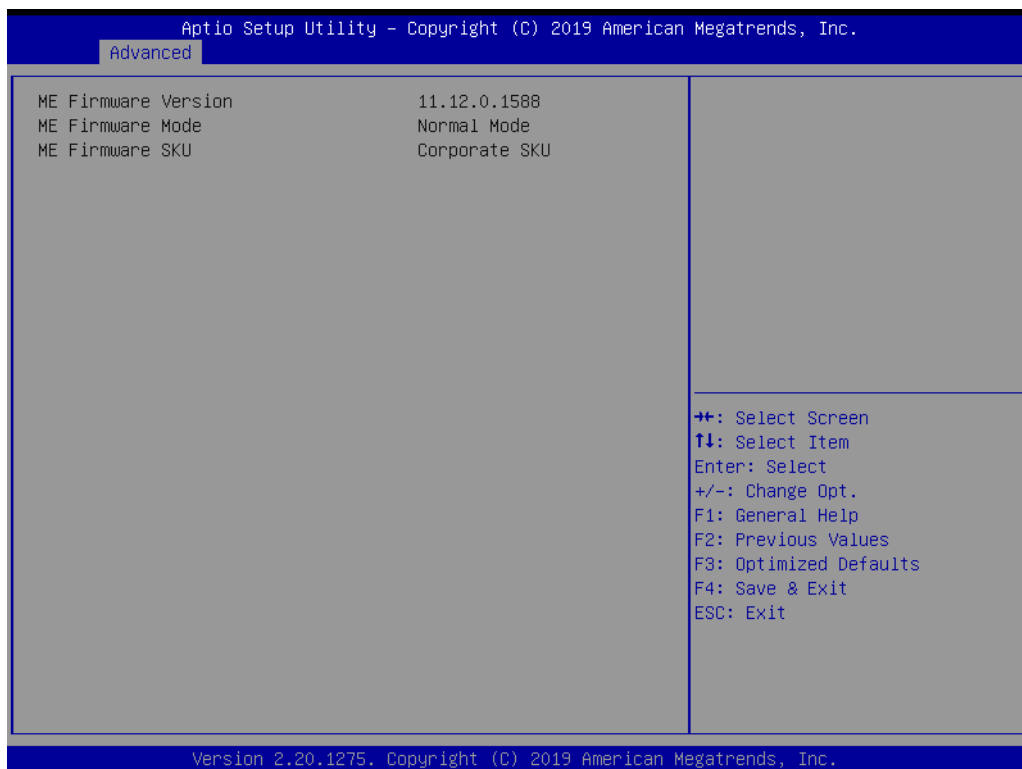 Aptio Setup Utility – Copyright (C) 2019 American Megatrends, Inc.
Advanced
ME Firmware Version 11.12.0.1588
ME Firmware Mode Normal Mode
ME Firmware SKU Corporate SKU
→←: Select Screen
↑↓: Select Item
Enter: Select
+/-: Change Opt.
F1: General Help
F2: Previous Values
F3: Optimized Defaults
F4: Save & Exit
ESC: Exit
Version 2.20.1275. Copyright (C) 2019 American Megatrends, Inc.